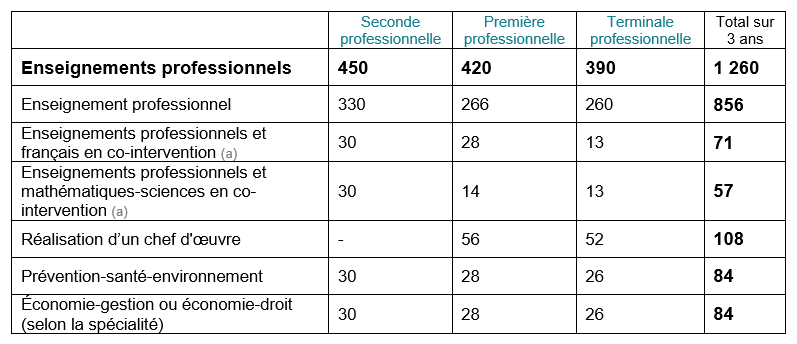 Seconde professionnelle Première professionnelle Terminale professionnelle Total sur 3 ans
Enseignements professionnels 450 420 390 1 260
Enseignement professionnel 330 266 260 856
Enseignements professionnels et
français en co-intervention (a) 30 28 13 71
Enseignements professionnels et
mathématiques-sciences en co-
intervention (a) 30 14 13 57
Réalisation d’un chef d'œuvre - 56 52 108
Prévention-santé-environnement 30 28 26 84
Économie-gestion ou économie-droit
(selon la spécialité) 30 28 26 84